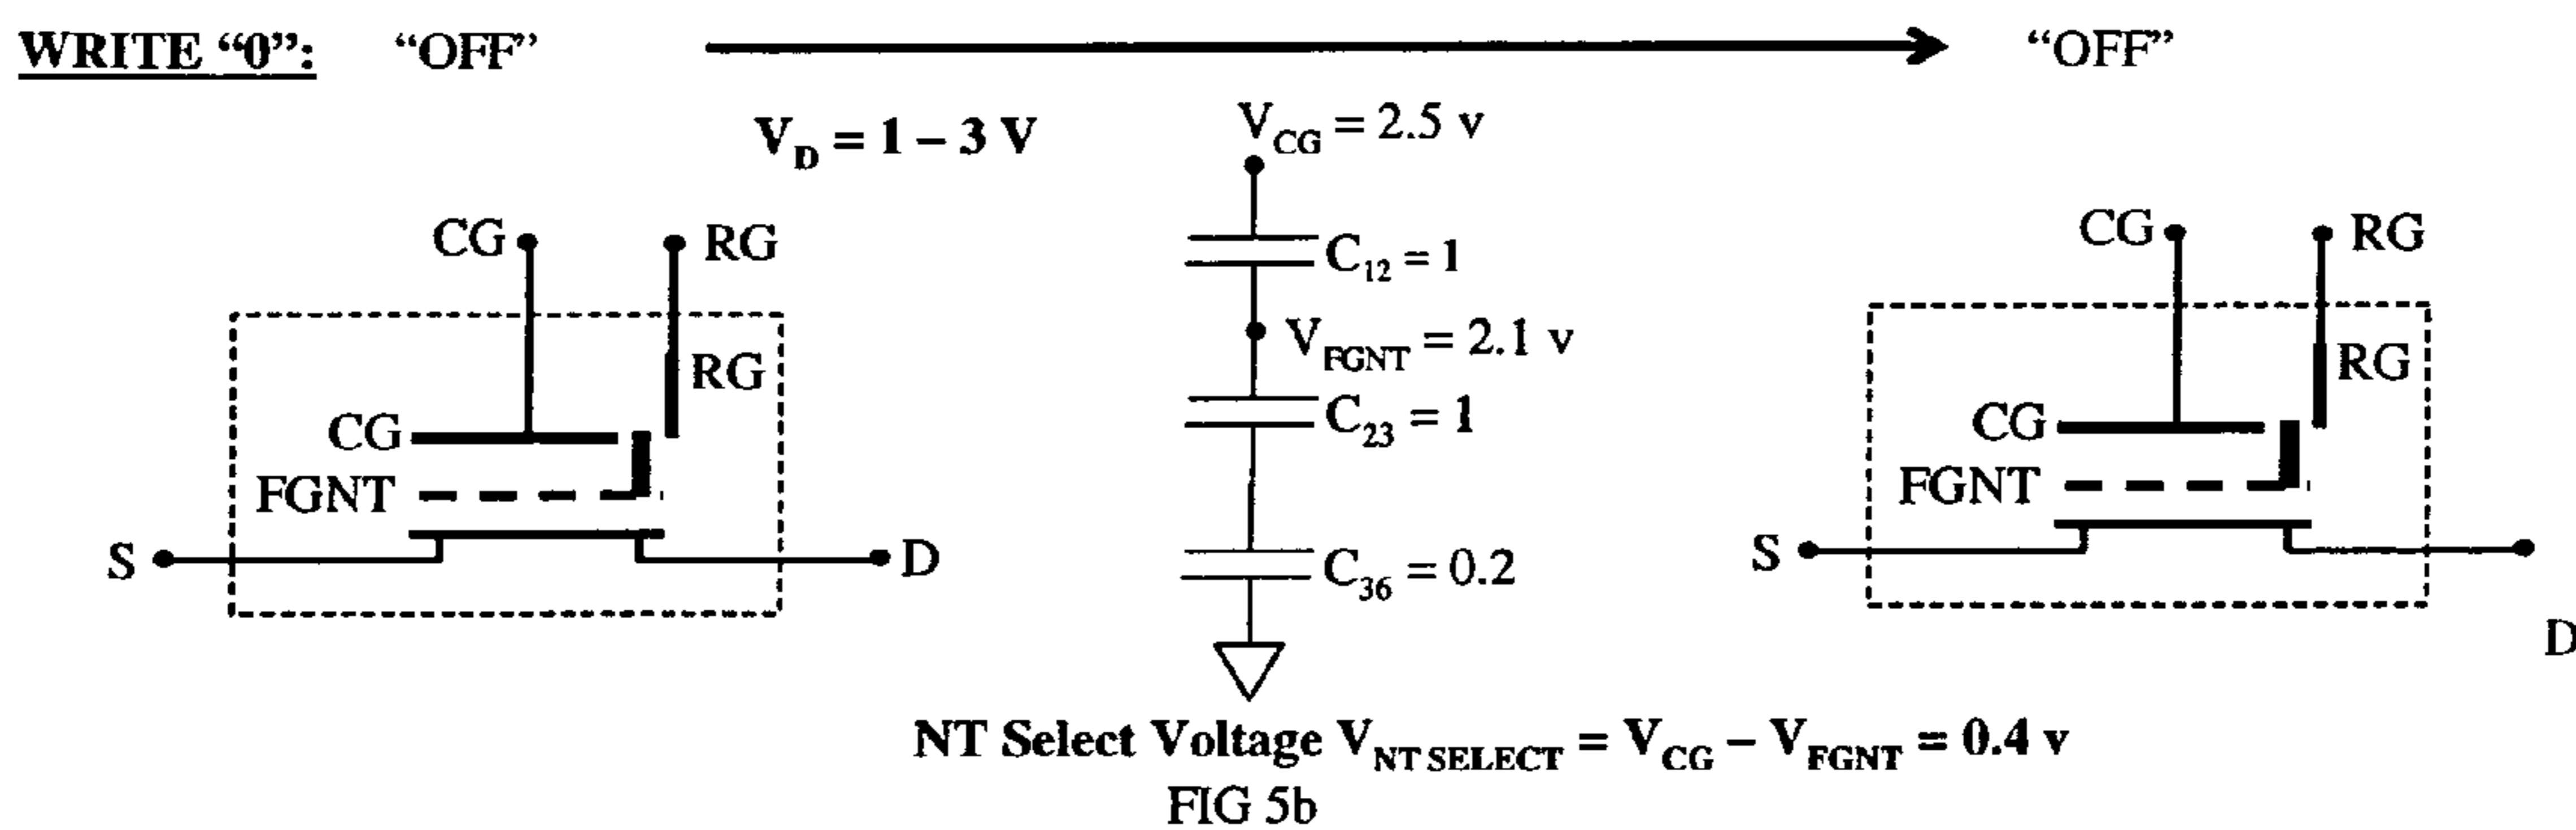 WRITE “0”: “OFF” “OFF”
V_D = 1 – 3 V
V_CG = 2.5 v
CG RG
C_12 = 1
V_FGNT = 2.1 v
RG
CG
FGNT
C_23 = 1
S D
C_36 = 0.2
CG RG
RG
CG
FGNT
S
D
NT Select Voltage V_NT SELECT = V_CG – V_FGNT = 0.4 v
FIG 5b